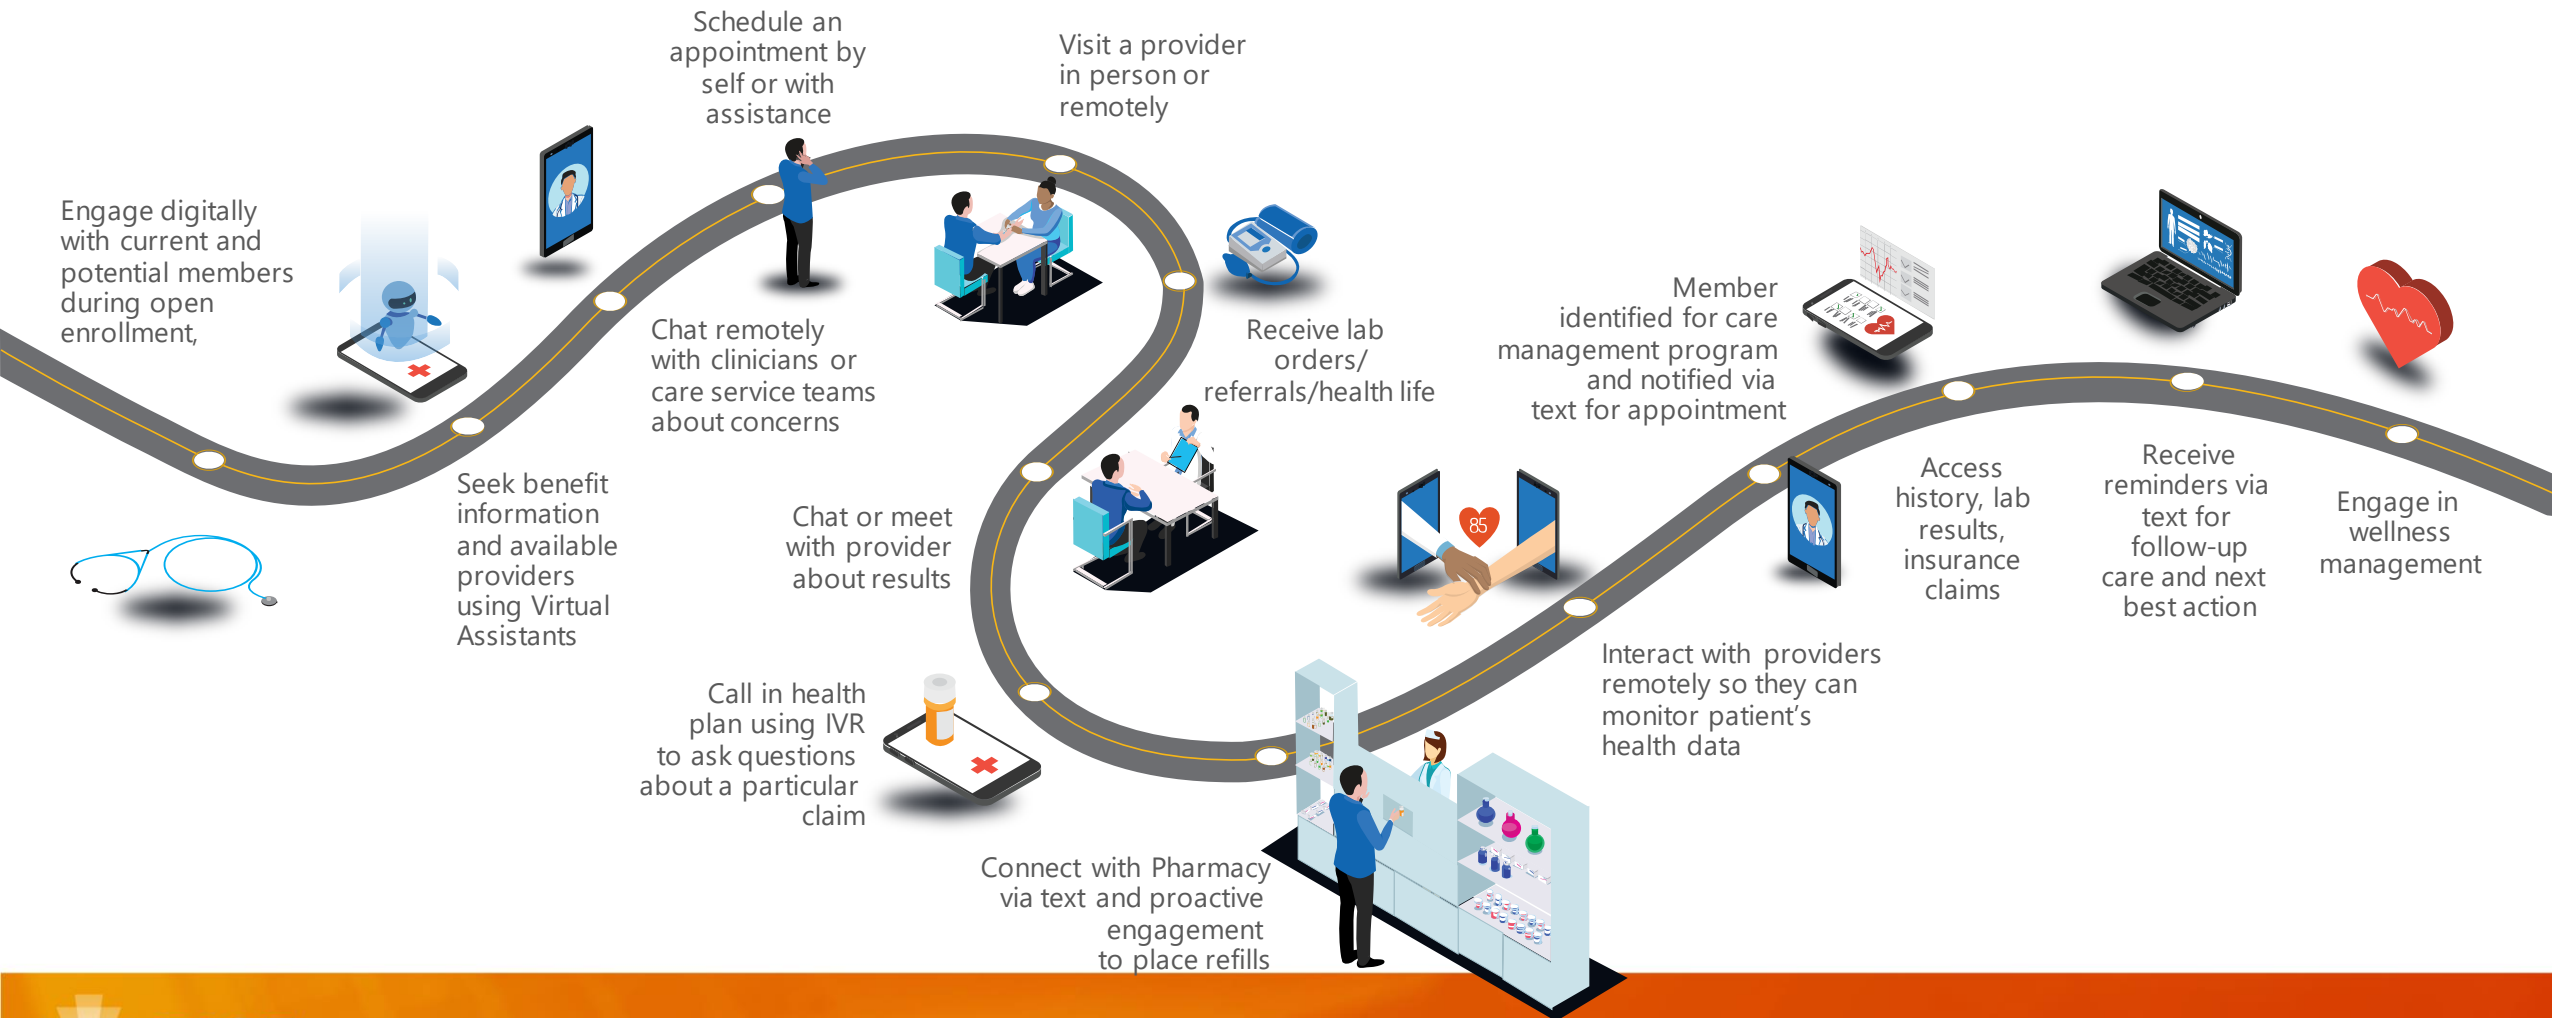 Engage digitally
with current and
potential members
during open
enrollment,
Seek benefit
information
and available
providers
using Virtual
Assistants
Chat remotely
with clinicians or
care service teams
about concerns
Schedule an
appointment by
self or with
assistance
Visit a provider
in person or
remotely
Receive lab
orders/
referrals/health life
Chat or meet
with provider
about results
Call in health
plan using IVR
to ask questions
about a particular
claim
Connect with Pharmacy
via text and proactive
engagement
to place refills
85
Interact with providers
remotely so they can
monitor patient's
health data
Member
identified for care
management program
and notified via
text for appointment
Access
history, lab
results,
insurance
claims
Receive
reminders via
text for
follow-up
care and next
best action
Engage in
wellness
management